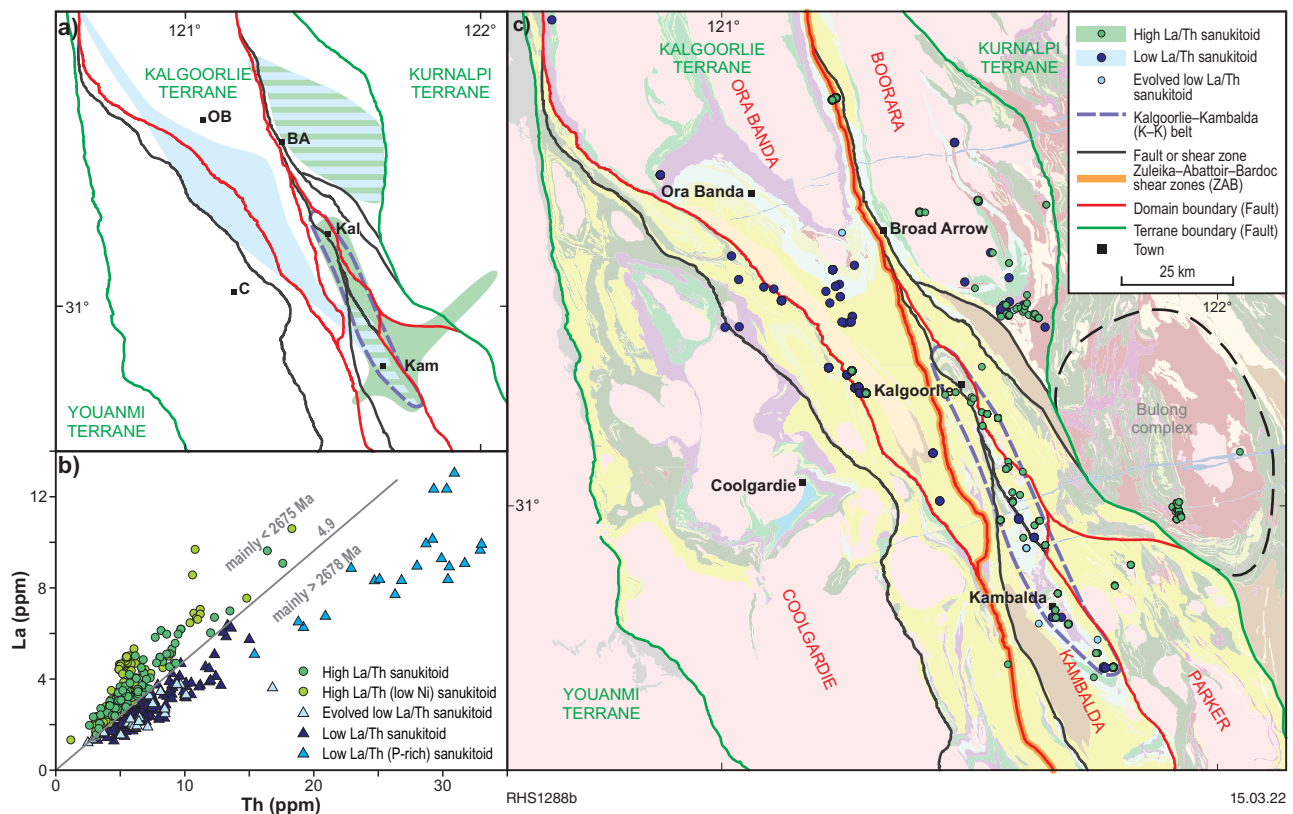 a)
121°
122°
KALGOORLIE
TERRANE
KURNALPI
TERRANE
OB
BA
Kal
C
31°
Kam
YOUANMI
TERRANE
b)
La (ppm)
12
8
4
0
mainly < 2675 Ma
4.9
mainly > 2678 Ma
High La/Th sanukitoid
High La/Th (low Ni) sanukitoid
Evolved low La/Th sanukitoid
Low La/Th sanukitoid
Low La/Th (P-rich) sanukitoid
0
10
20
30
Th (ppm)
c)
121°
KALGOORLIE
TERRANE
KURNALPI
TERRANE
ORA BANDA
BOORARA
Ora Banda
Broad Arrow
Kalgoorlie
Coolgardie
31°
Kambalda
COOLGARDIE
KAMBALDA
PARKER
YOUANMI
TERRANE
Bulong
complex
122°
High La/Th sanukitoid
Low La/Th sanukitoid
Evolved low La/Th
sanukitoid
Kalgoorlie–Kambalda
(K–K) belt
Fault or shear zone
Zuleika–Abattoir–Bardoc
shear zones (ZAB)
Domain boundary (Fault)
Terrane boundary (Fault)
Town
25 km
RHS1288b
15.03.22